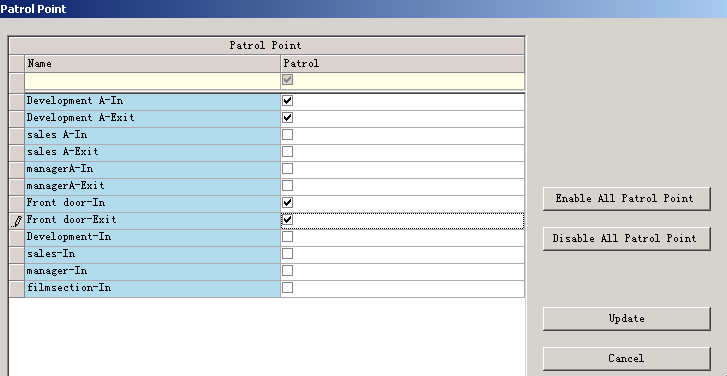 Patrol Point
Patrol Point
Name Patrol
Development A-In
Development A-Exit
sales A-In
sales A-Exit
managerA-In
managerA-Exit
Front door-In
Front door-Exit
Development-In
sales-In
manager-In
filmsection-In
Enable All Patrol Point
Disable All Patrol Point
Update
Cancel